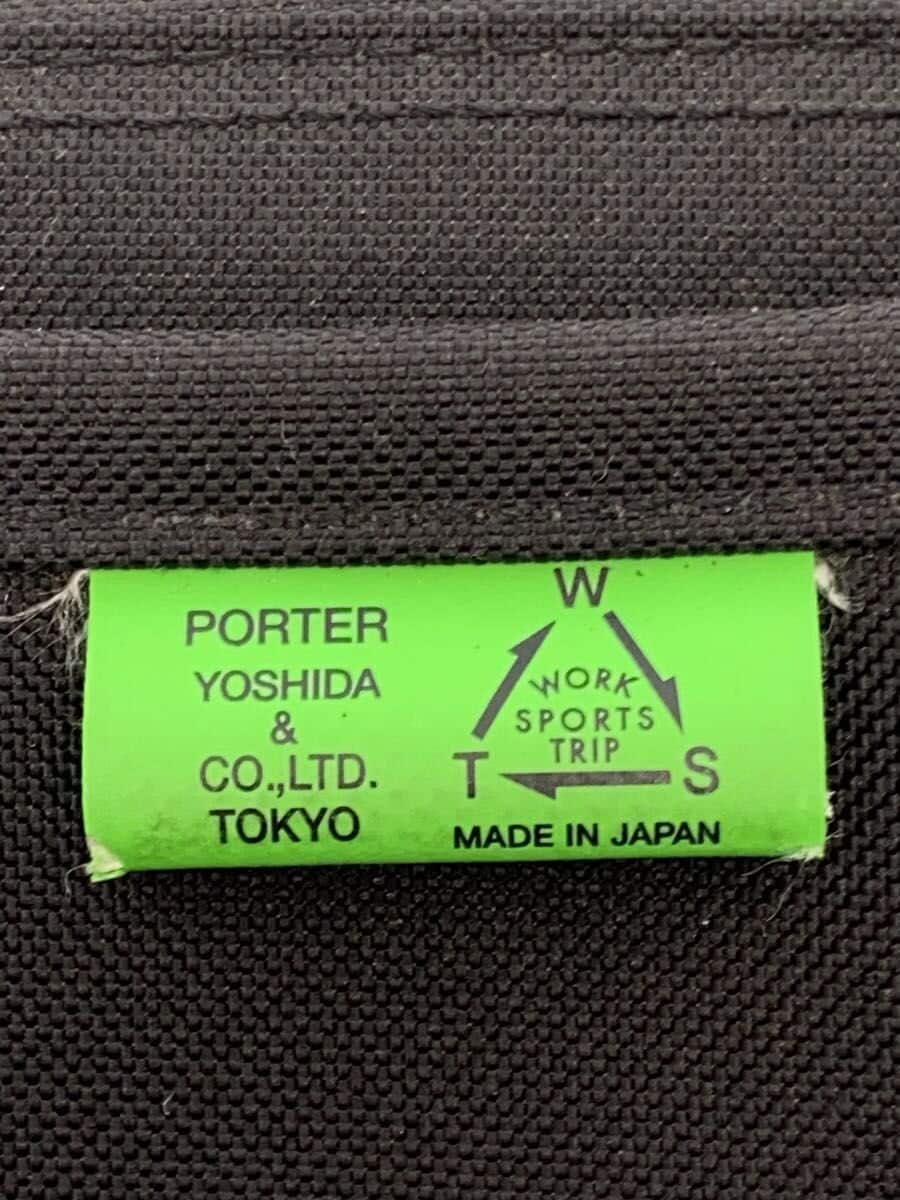 PORTER
YOSHIDA
&
CO.,LTD.
TOKYO
W
WORK
SPORTS
TRIP
T S
MADE IN JAPAN